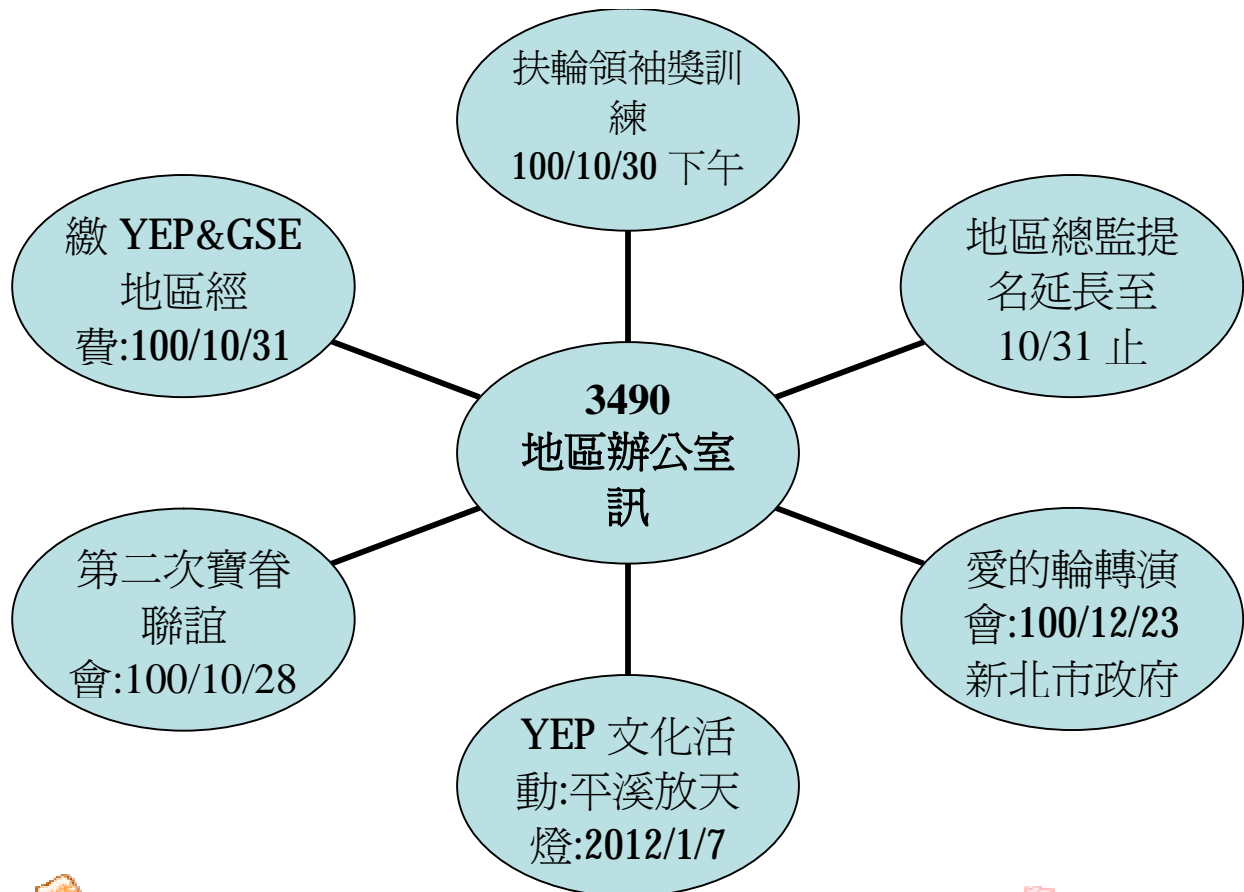 扶輪領袖獎訓
練
100/10/30 下午
繳 YEP&GSE
地區經
費:100/10/31
地區總監提
名延長至
10/31 止
3490
地區辦公室
訊
第二次寶眷
聯誼
會:100/10/28
愛的輪轉演
會:100/12/23
新北市政府
YEP 文化活
動:平溪放天
燈:2012/1/7